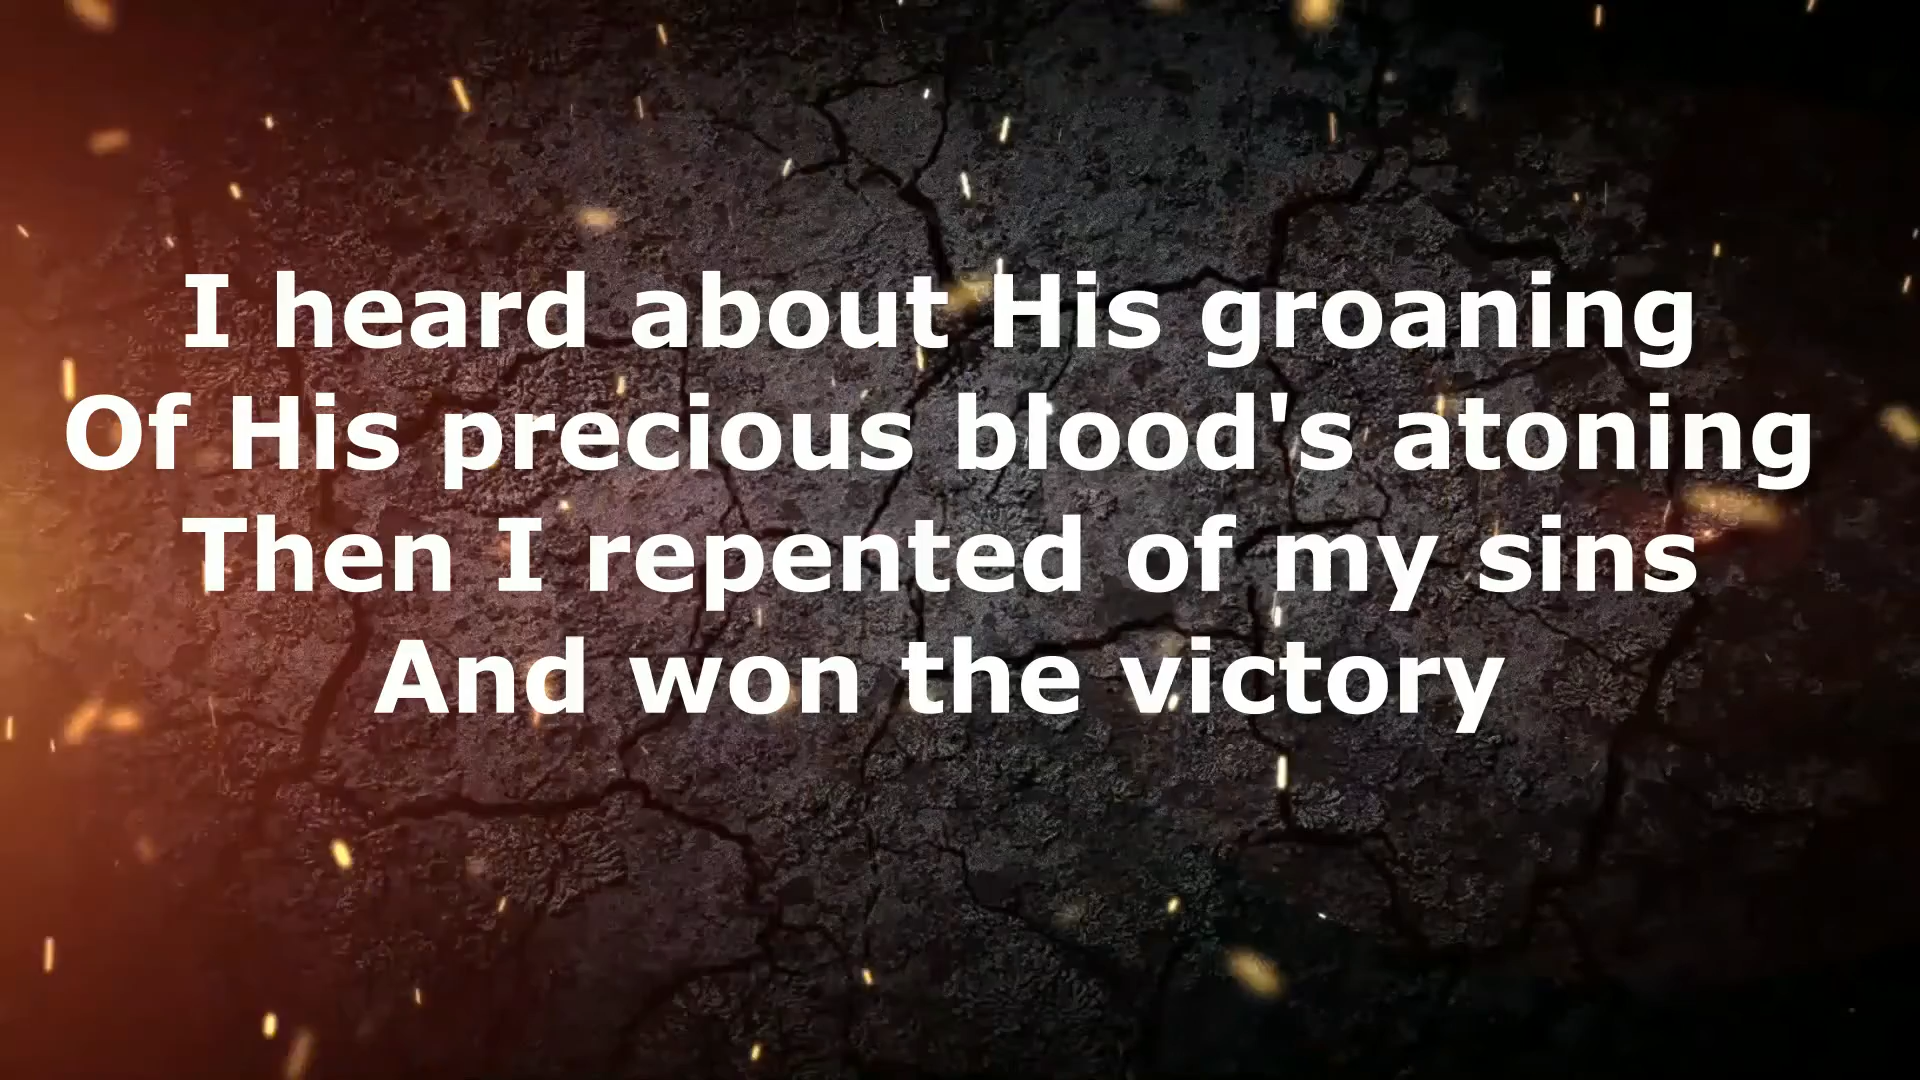 I heard about His groaning
Of His precious blood's atoning
Then I repented of my sins
And won the victory